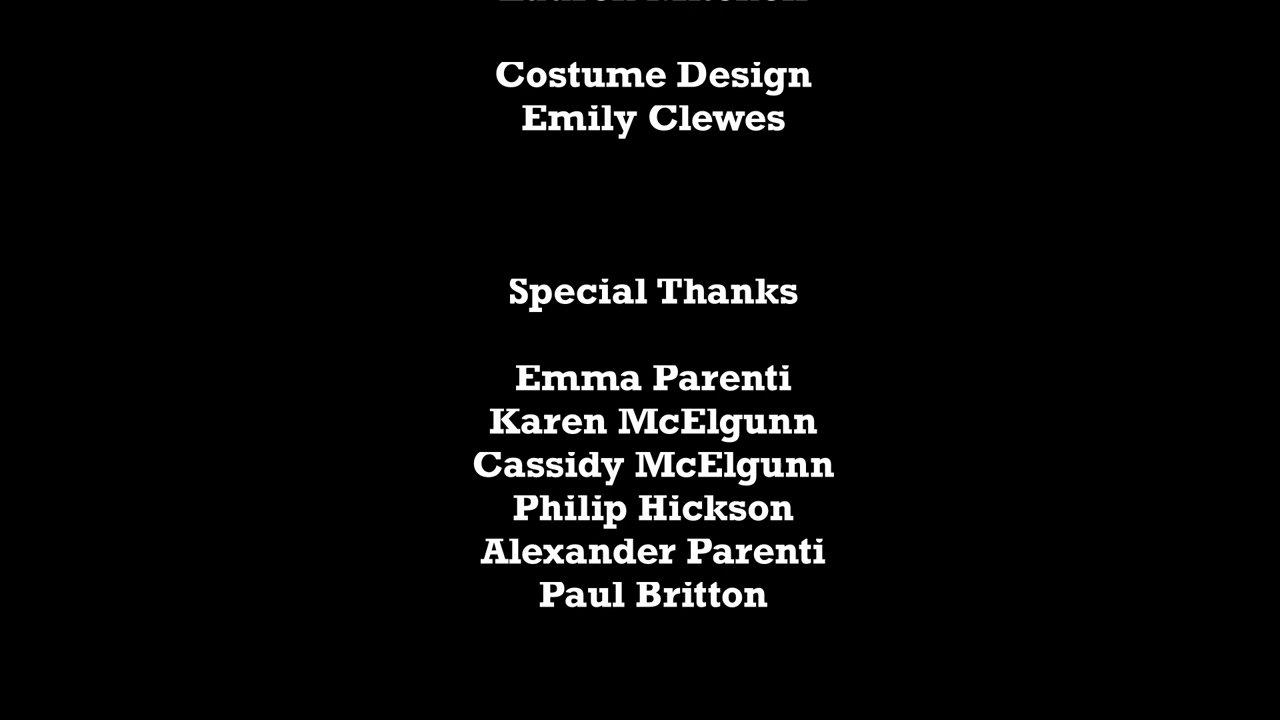 Costume Design
Emily Clewes
Special Thanks
Emma Parenti
Karen McElgunn
Cassidy McElgunn
Philip Hickson
Alexander Parenti
Paul Britton